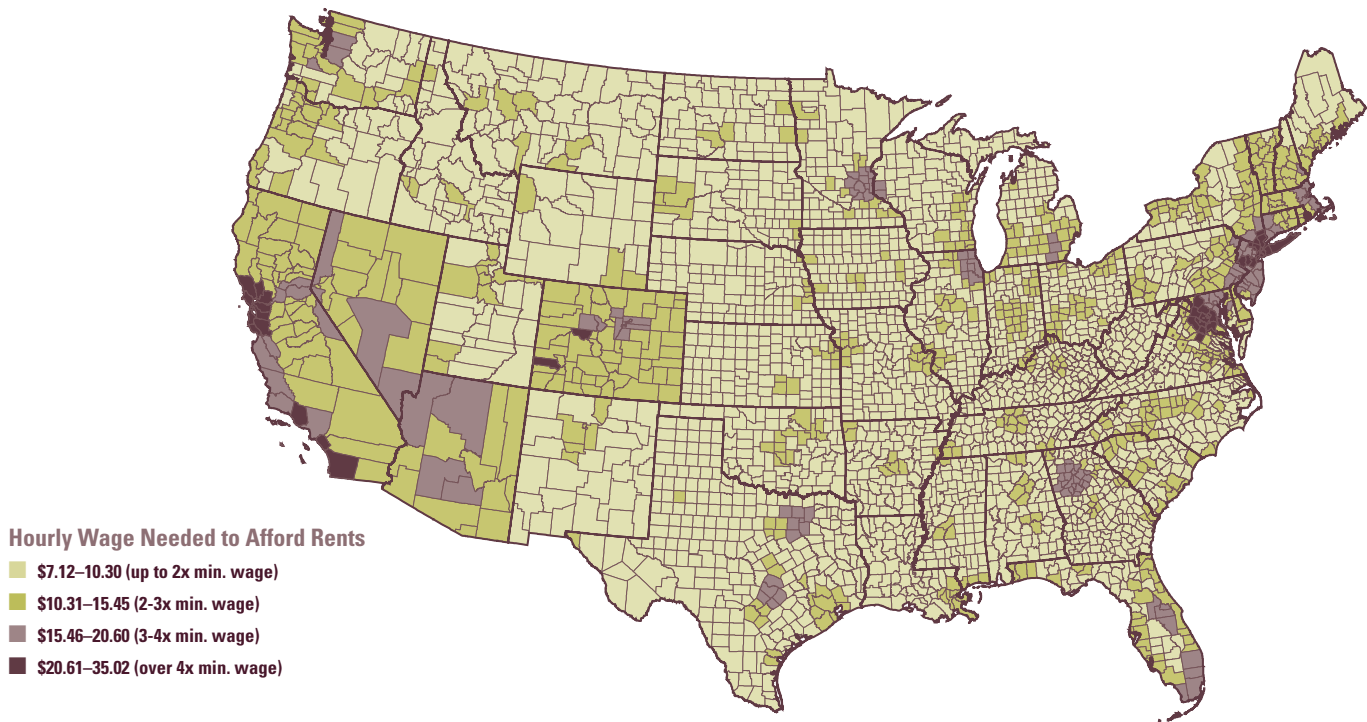 Hourly Wage Needed to Afford Rents
$7.12–10.30 (up to 2x min. wage)
$10.31–15.45 (2-3x min. wage)
$15.46–20.60 (3-4x min. wage)
$20.61–35.02 (over 4x min. wage)